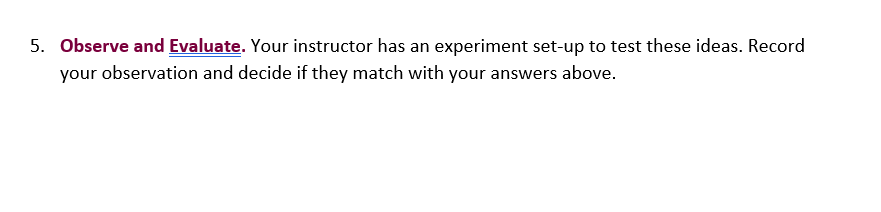 5. Observe and Evaluate. Your instructor has an experiment set-up to test these ideas. Record
your observation and decide if they match with your answers above.